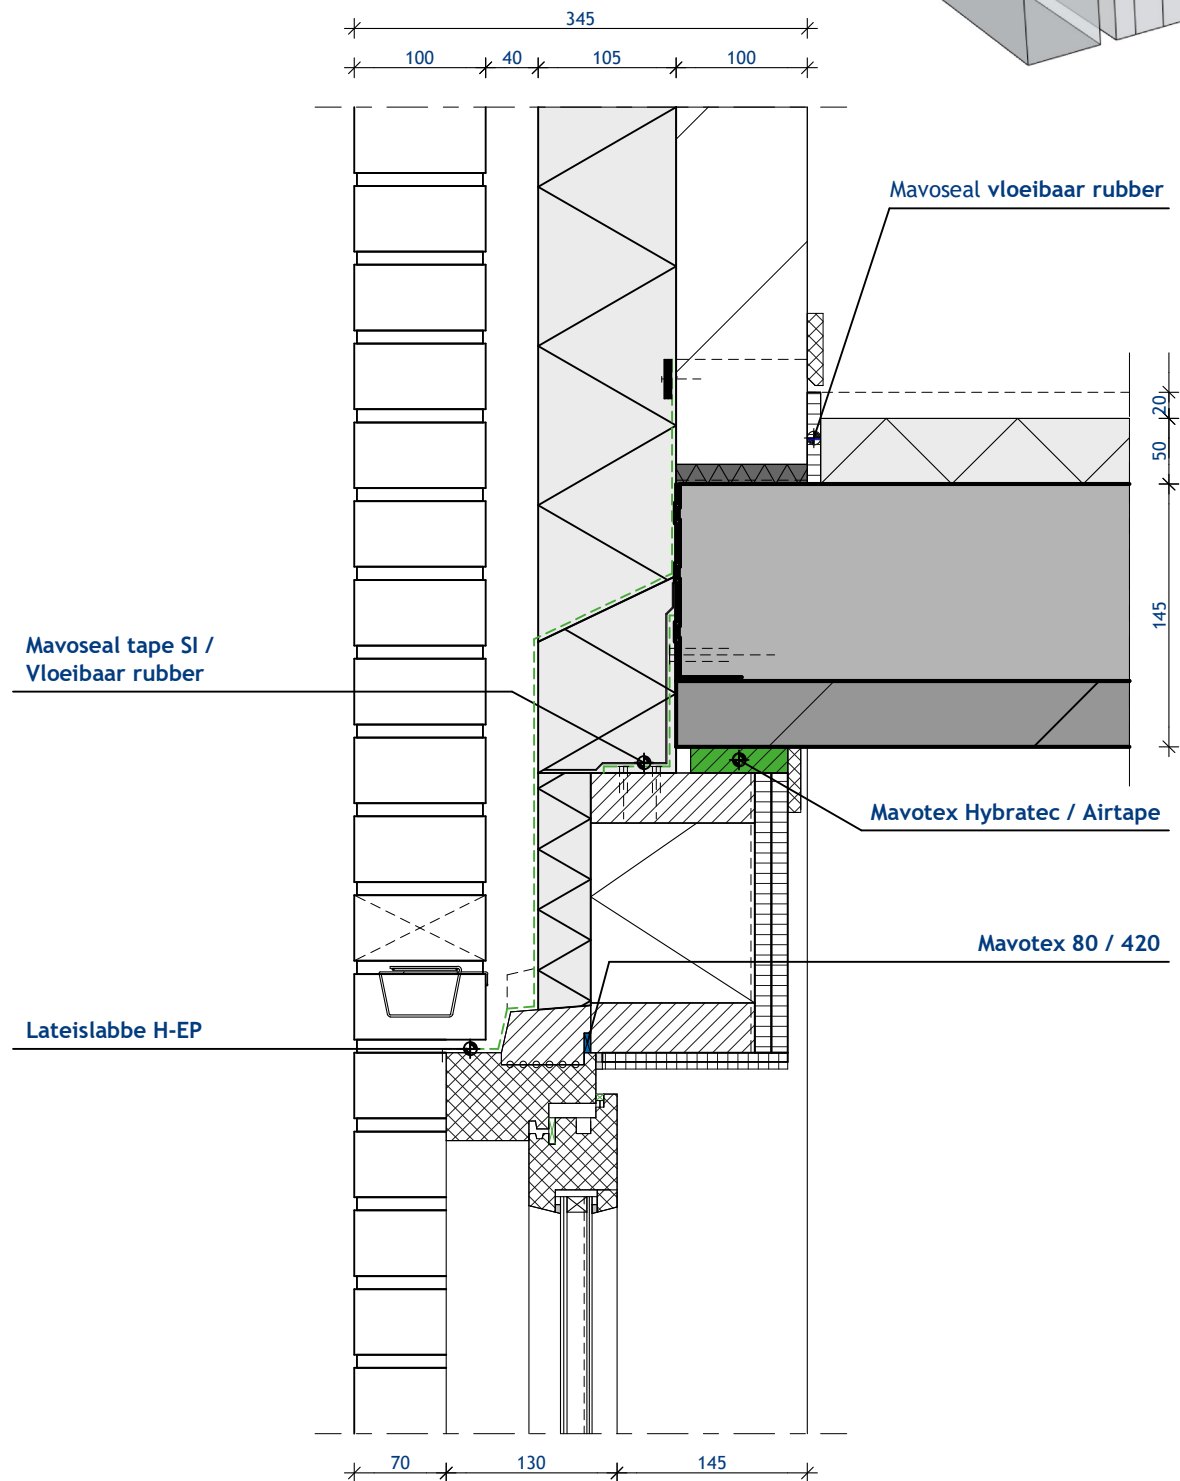 345
100 40 105 100
Mavoseal vloeibaar rubber
20
50
145
Mavoseal tape SI /
Vloeibaar rubber
Mavotex Hybratec / Airtape
Mavotex 80 / 420
Lateislabbe H-EP
70 130 145